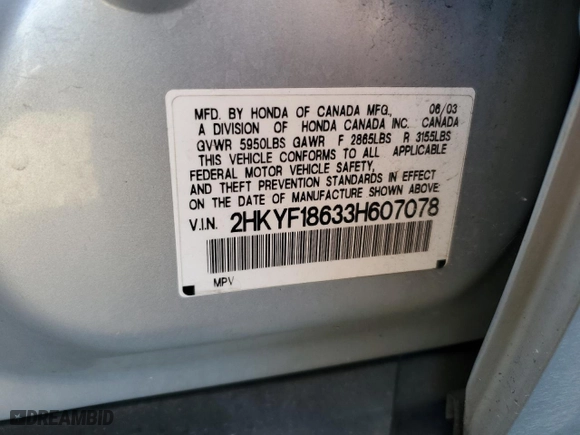 MFD. BY HONDA OF CANADA MFG., 06/03
A DIVISION OF HONDA CANADA INC. CANADA
GVWR 5950LBS GAWR F 2865LBS R 3155LBS
THIS VEHICLE CONFORMS TO ALL APPLICABLE
FEDERAL MOTOR VEHICLE SAFETY,
AND THEFT PREVENTION STANDARDS IN EFFECT
ON THE DATE OF MANUFACTURE SHOWN ABOVE:
V.I.N. 2HKYF18633H607078
MPV
DREAMBID